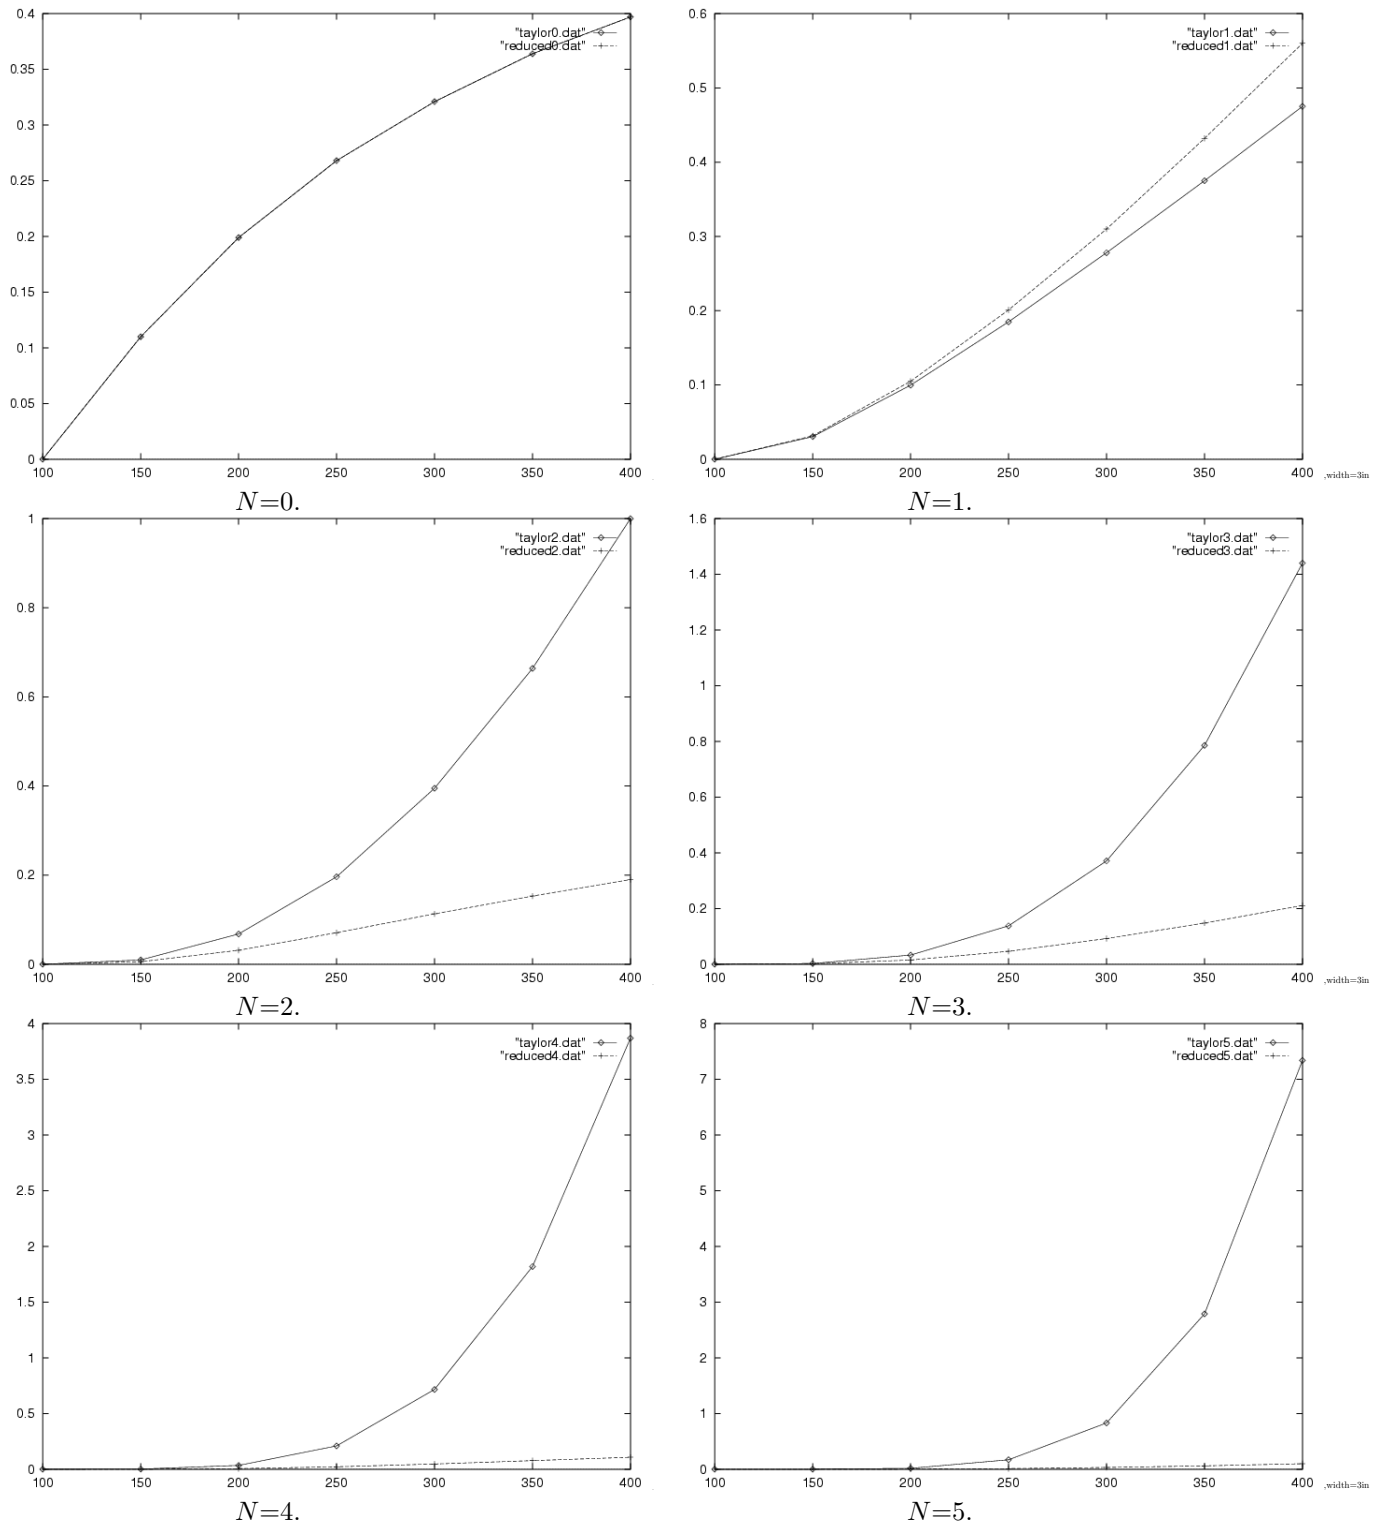 0.4
0.35
0.3
0.25
0.2
0.15
0.1
0.05
0
100 150 200 250 300 350 400
"taylor0.dat"
"reduced0.dat"
N=0.
0.6
0.5
0.4
0.3
0.2
0.1
0
100 150 200 250 300 350 400
"taylor1.dat"
"reduced1.dat"
,width=3in
N=1.
1
0.8
0.6
0.4
0.2
0
100 150 200 250 300 350 400
"taylor2.dat"
"reduced2.dat"
N=2.
1.6
1.4
1.2
1
0.8
0.6
0.4
0.2
0
100 150 200 250 300 350 400
"taylor3.dat"
"reduced3.dat"
,width=3in
N=3.
4
3.5
3
2.5
2
1.5
1
0.5
0
100 150 200 250 300 350 400
"taylor4.dat"
"reduced4.dat"
N=4.
8
7
6
5
4
3
2
1
0
100 150 200 250 300 350 400
"taylor5.dat"
"reduced5.dat"
,width=3in
N=5.